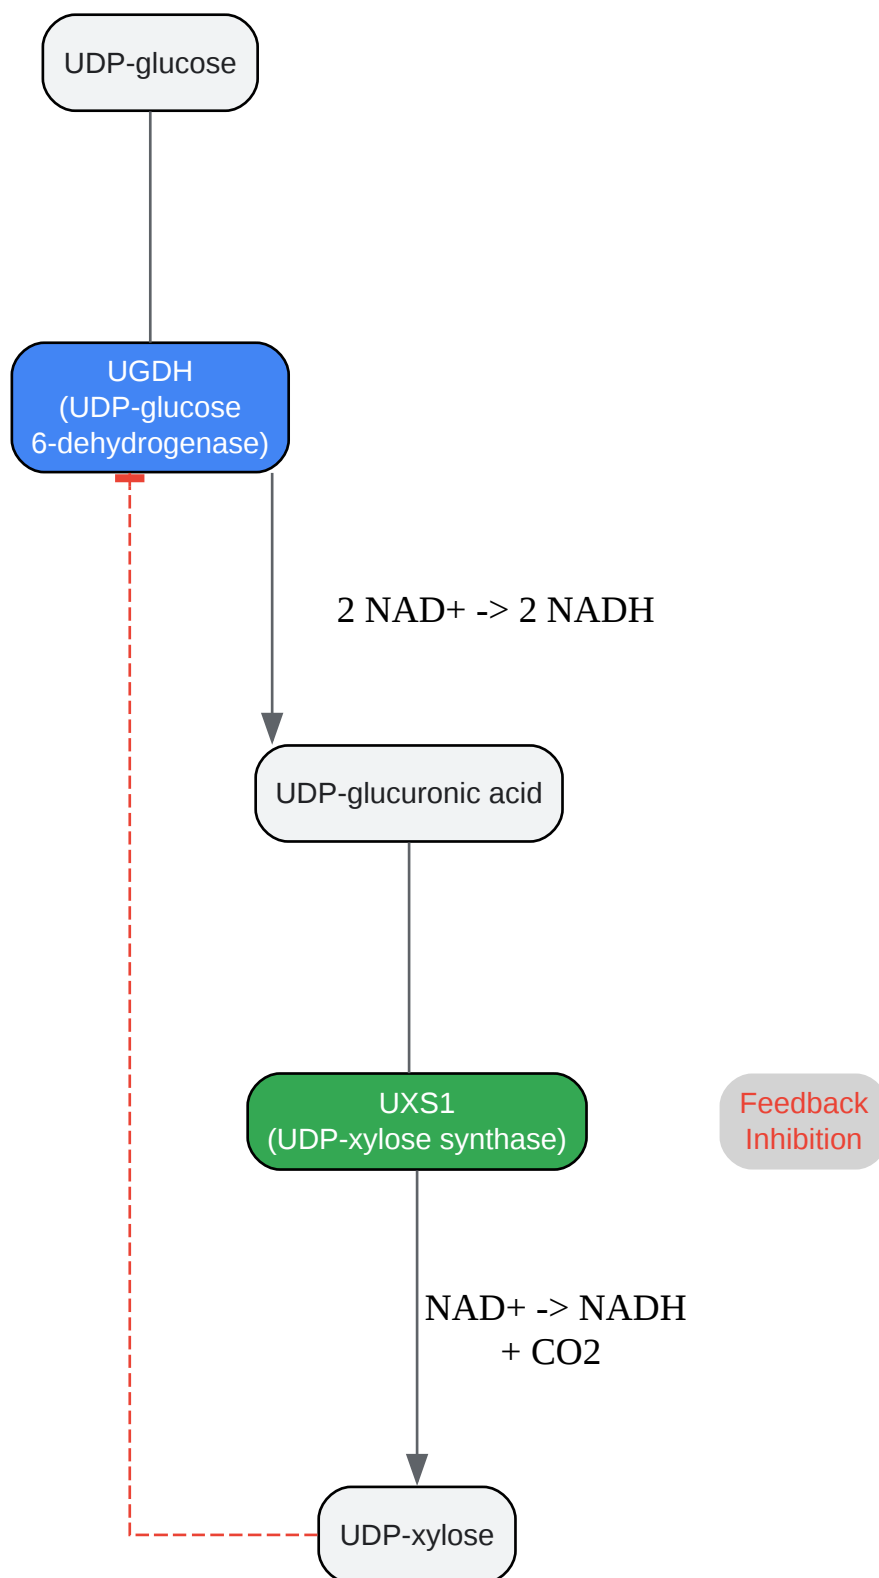 UDP-glucose
UGDH
(UDP-glucose
6-dehydrogenase)
2 NAD+ -> 2 NADH
UDP-glucuronic acid
UXS1
(UDP-xylose synthase)
Feedback
Inhibition
NAD+ -> NADH
+ CO2
UDP-xylose